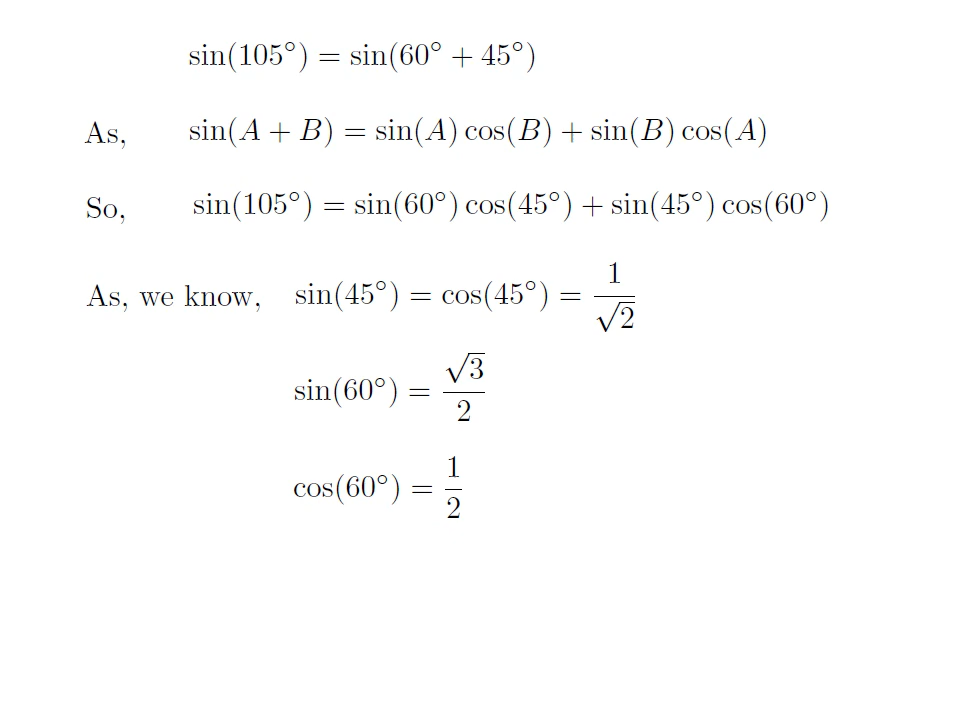 sin(105°) = sin(60° + 45°)
As, sin(A + B) = sin(A) cos(B) + sin(B) cos(A)
So, sin(105°) = sin(60°) cos(45°) + sin(45°) cos(60°)
As, we know, sin(45°) = cos(45°) = 1/√2
sin(60°) = √3/2
cos(60°) = 1/2